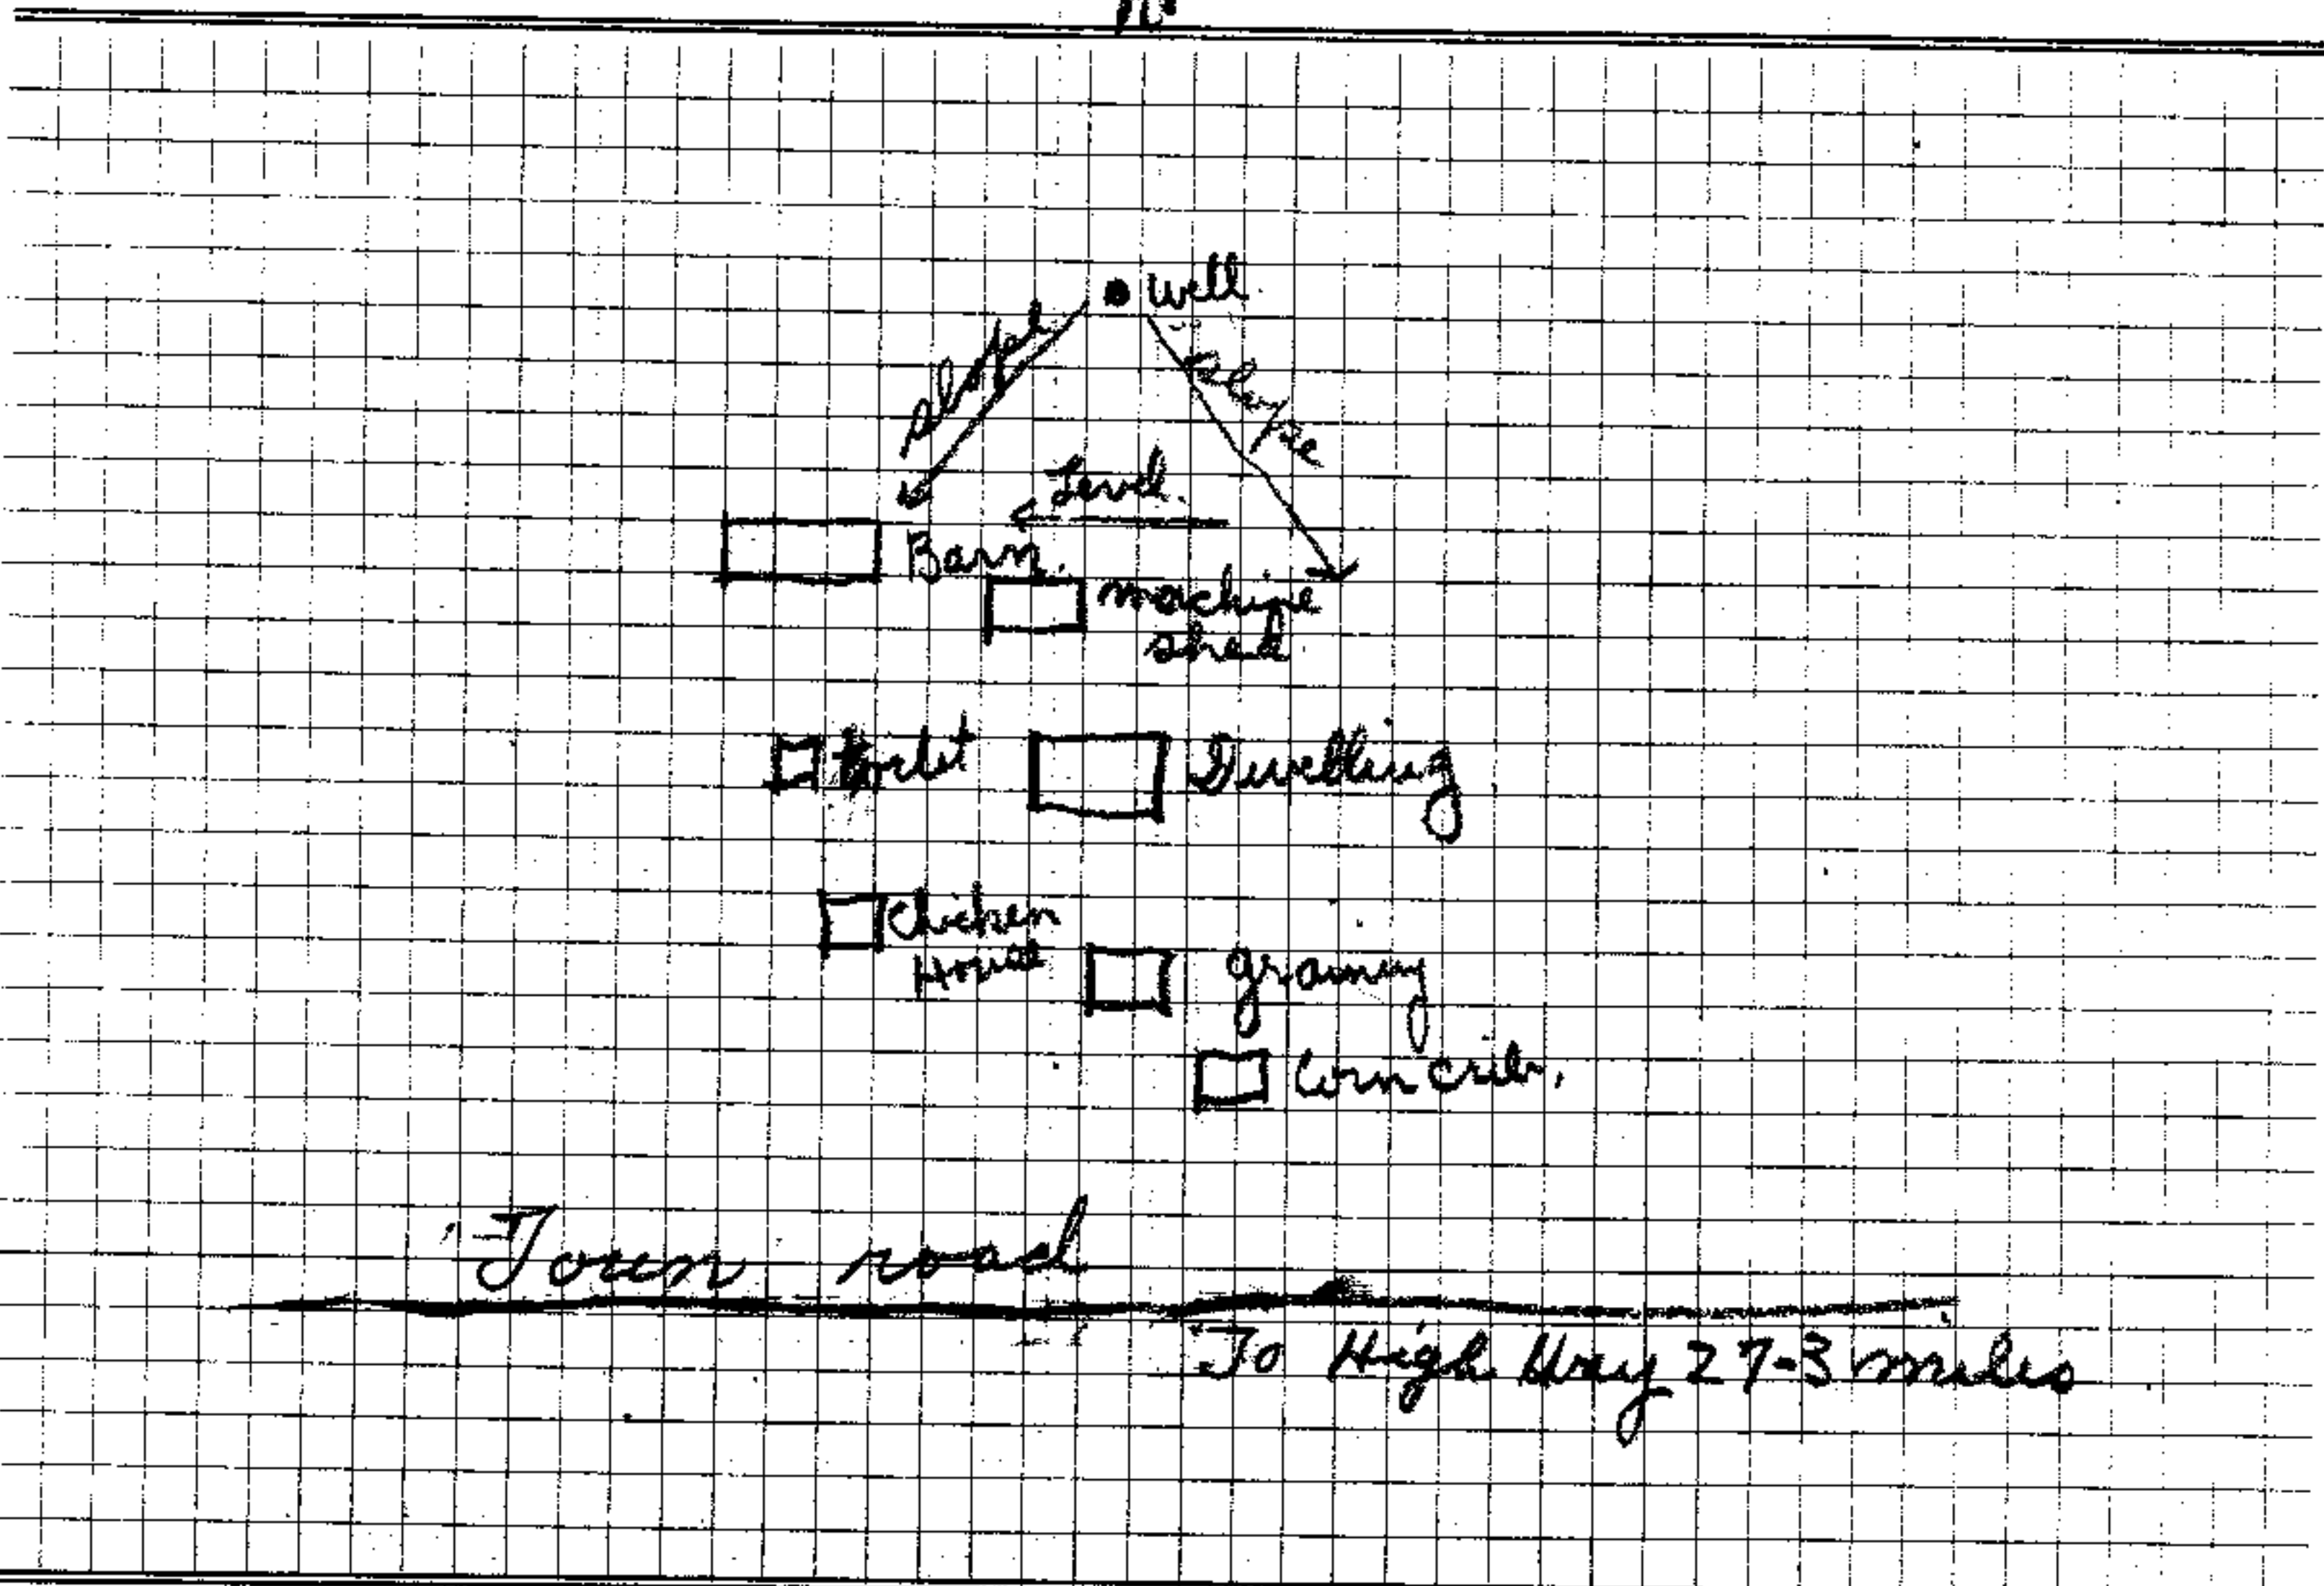 Well
slope
slope
Level.
Barn.
machine
shed
toilet
Dwelling
Chicken
House
granary
Corn crib.
Town road
To High Way 27-3 miles